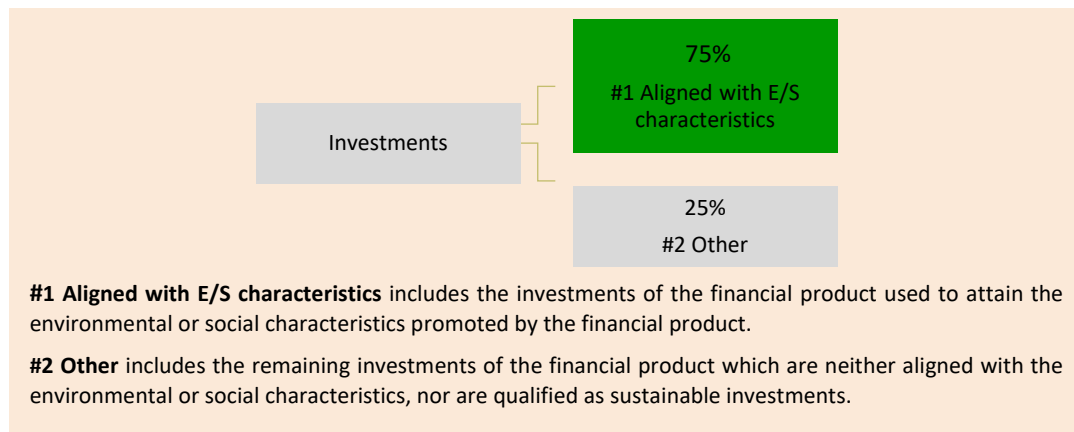 75%
#1 Aligned with E/S
characteristics
Investments
25%
#2 Other
#1 Aligned with E/S characteristics includes the investments of the financial product used to attain the
environmental or social characteristics promoted by the financial product.
#2 Other includes the remaining investments of the financial product which are neither aligned with the
environmental or social characteristics, nor are qualified as sustainable investments.